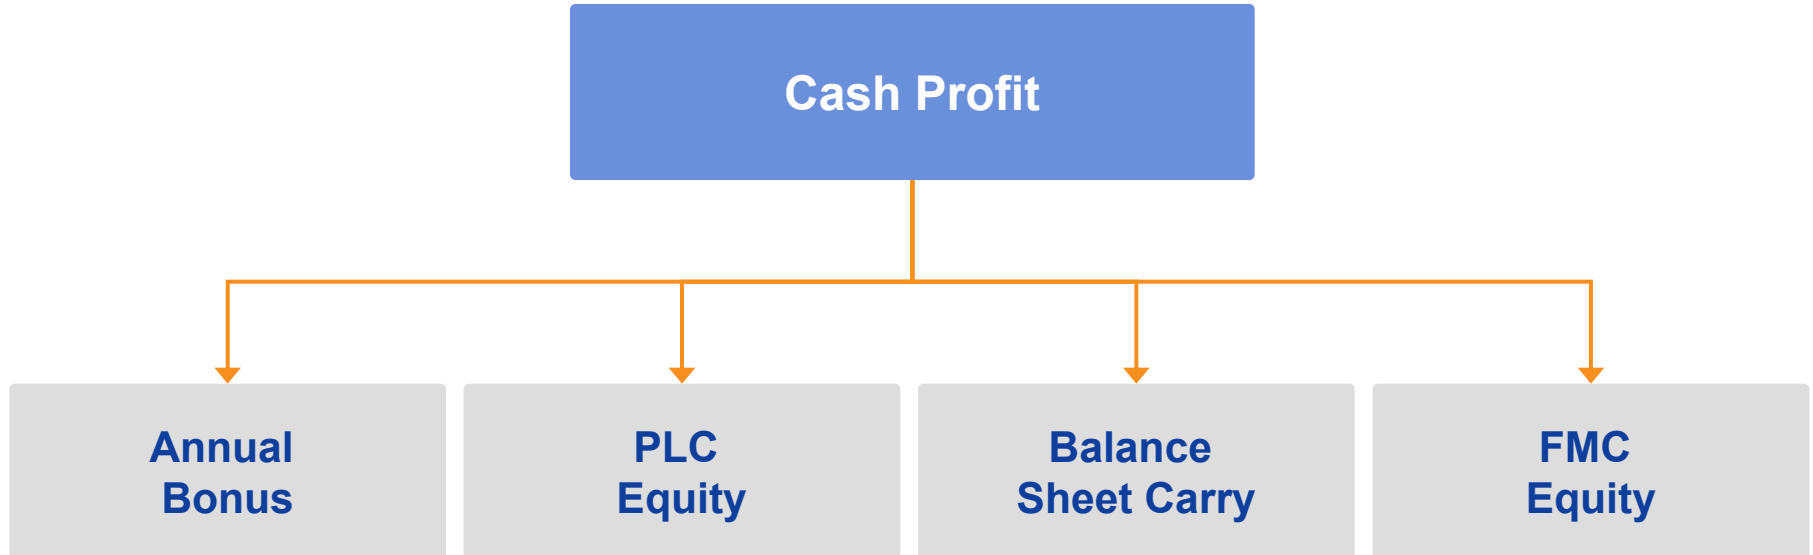 Cash Profit
Annual
Bonus
PLC
Equity
Balance
Sheet Carry
FMC
Equity